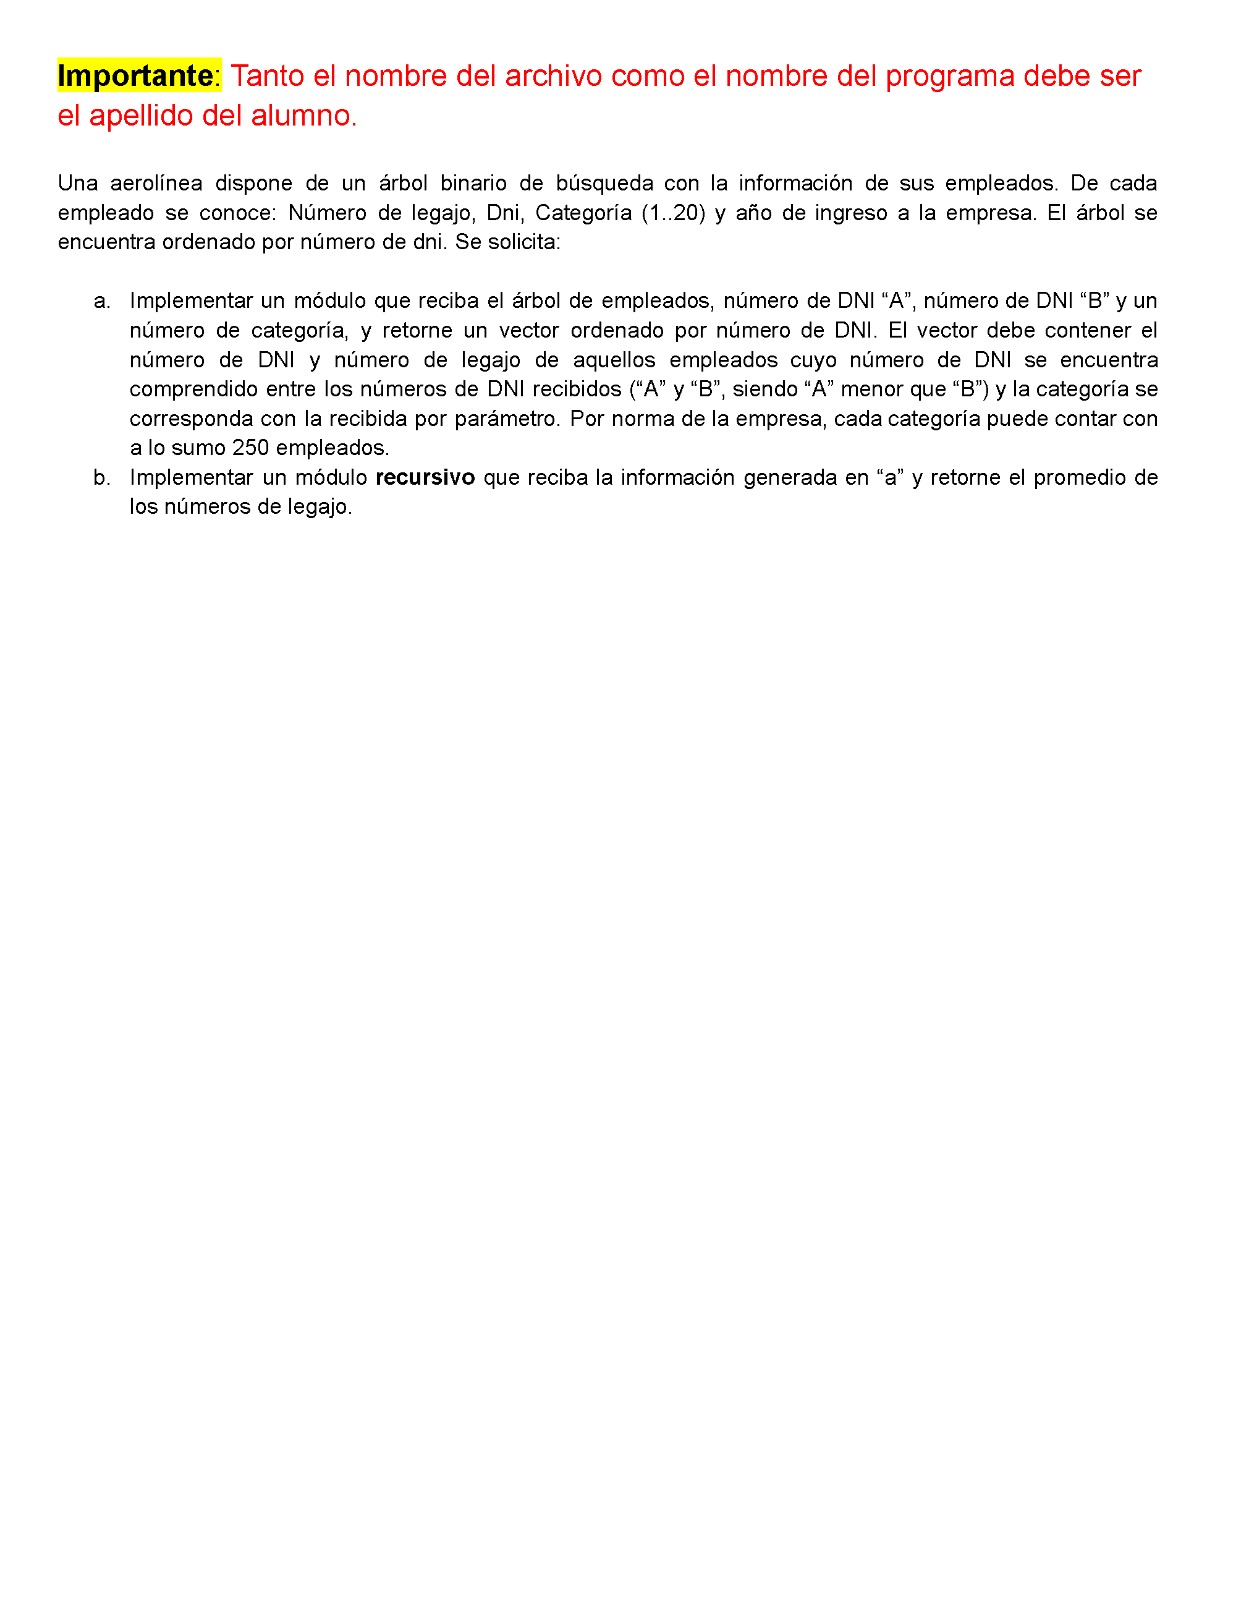 Importante: Tanto el nombre del archivo como el nombre del programa debe ser
el apellido del alumno.
Una aerolínea dispone de un árbol binario de búsqueda con la información de sus empleados. De cada
empleado se conoce: Número de legajo, Dni, Categoría (1..20) y año de ingreso a la empresa. El árbol se
encuentra ordenado por número de dni. Se solicita:
a. Implementar un módulo que reciba el árbol de empleados, número de DNI “A”, número de DNI “B” y un
número de categoría, y retorne un vector ordenado por número de DNI. El vector debe contener el
número de DNI y número de legajo de aquellos empleados cuyo número de DNI se encuentra
comprendido entre los números de DNI recibidos (“A” y “B”, siendo “A” menor que “B”) y la categoría se
corresponda con la recibida por parámetro. Por norma de la empresa, cada categoría puede contar con
a lo sumo 250 empleados.
b. Implementar un módulo recursivo que reciba la información generada en “a” y retorne el promedio de
los números de legajo.